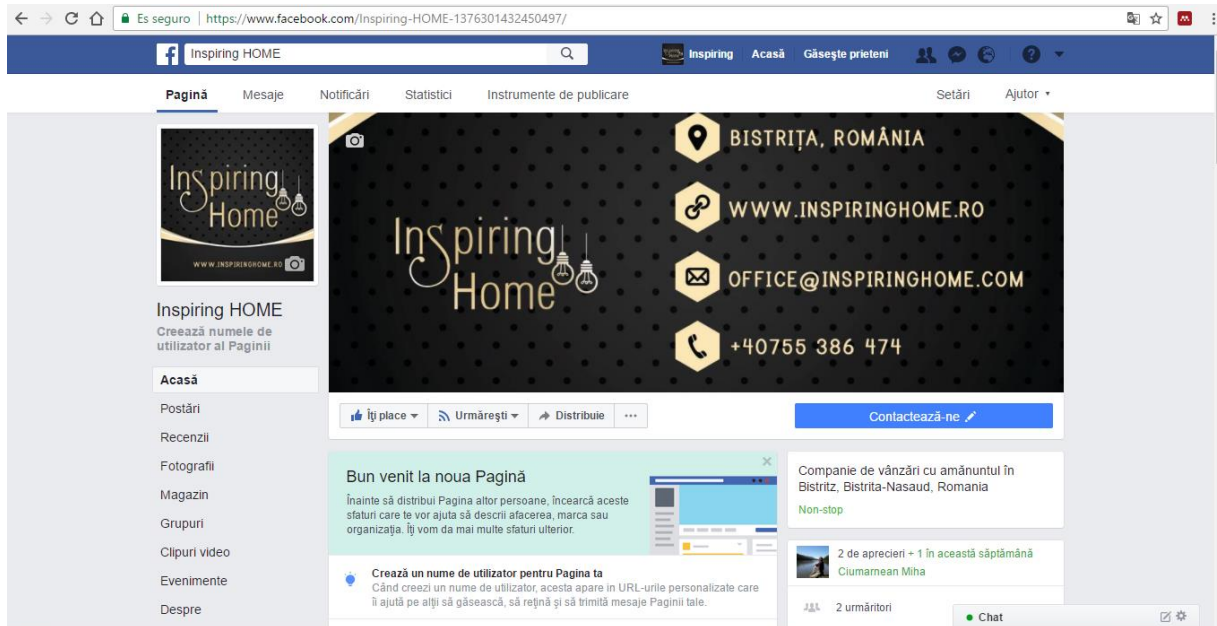 Es seguro | https://www.facebook.com/Inspiring-HOME-1376301432450497/
Inspiring HOME
Inspiring Acasă Găsește prieteni
Pagină Mesaje Notificări Statistici Instrumente de publicare Setări Ajutor
Inspiring
Home
WWW.INSPIRINGHOME.RO
Inspiring HOME
Creează numele de
utilizator al Paginii
Acasă
Postări
Recenzii
Fotografii
Magazin
Grupuri
Clipuri video
Evenimente
Despre
Inspiring
Home
BISTRIȚA, ROMÂNIA
WWW.INSPIRINGHOME.RO
OFFICE@INSPIRINGHOME.COM
+40755 386 474
Îți place Urmărești Distribuie ...
Contactează-ne
Bun venit la noua Pagină
Înainte să distribui Pagina altor persoane, încearcă aceste
sfaturi care te vor ajuta să descrii afacerea, marca sau
organizația. Îți vom da mai multe sfaturi ulterior.
Crează un nume de utilizator pentru Pagina ta
Când creezi un nume de utilizator, acesta apare in URL-urile personalizate care
îi ajută pe alții să găsească, să rețină și să trimită mesaje Paginii tale.
Companie de vânzări cu amănuntul în
Bistritz, Bistrita-Nasaud, Romania
Non-stop
2 de aprecieri + 1 în această săptămână
Ciumarnean Miha
2 urmăritori
Chat